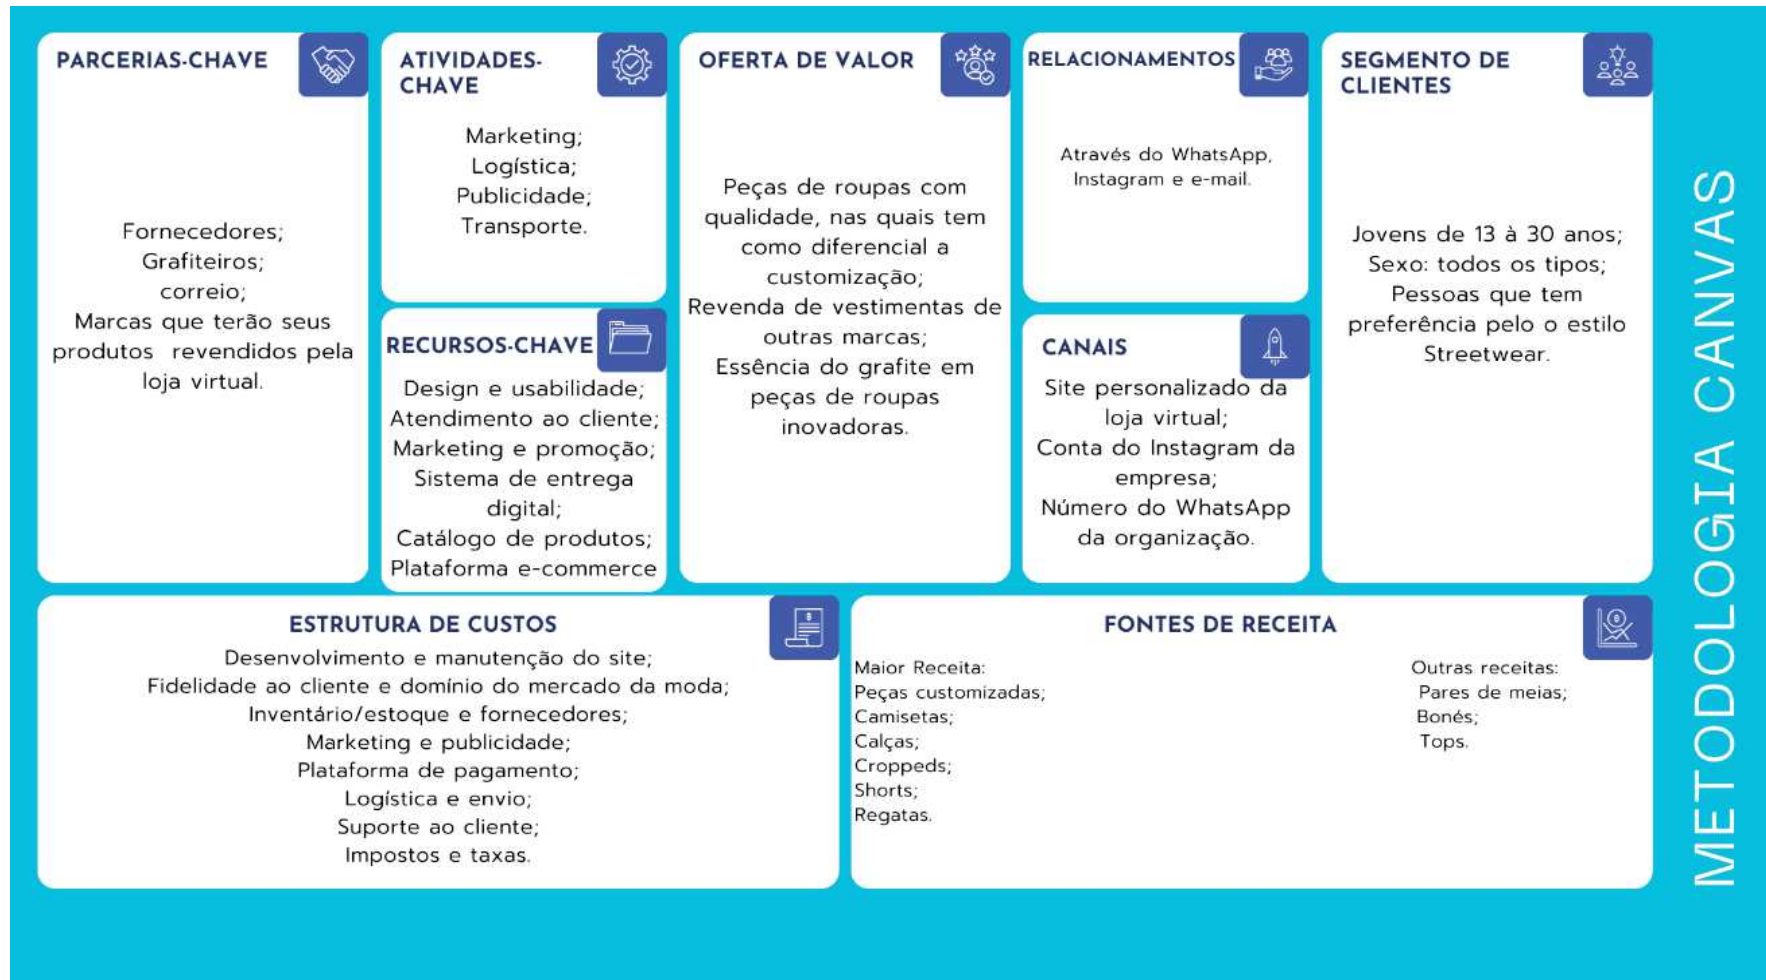 PARCERIAS-CHAVE
Fornecedores;
Grafiteiros;
correio;
Marcas que terão seus
produtos revendidos pela
loja virtual.
ATIVIDADES-
CHAVE
Marketing;
Logística;
Publicidade;
Transporte.
RECURSOS-CHAVE
Design e usabilidade;
Atendimento ao cliente;
Marketing e promoção;
Sistema de entrega
digital;
Catálogo de produtos;
Plataforma e-commerce
OFERTA DE VALOR
Peças de roupas com
qualidade, nas quais tem
como diferencial a
customização;
Revenda de vestimentas de
outras marcas;
Essência do grafite em
peças de roupas
inovadoras.
RELACIONAMENTOS
Através do WhatsApp,
Instagram e e-mail.
CANAIS
Site personalizado da
loja virtual;
Conta do Instagram da
empresa;
Número do WhatsApp
da organização.
SEGMENTO DE
CLIENTES
Jovens de 13 à 30 anos;
Sexo: todos os tipos;
Pessoas que tem
preferência pelo o estilo
Streetwear.
ESTRUTURA DE CUSTOS
Desenvolvimento e manutenção do site;
Fidelidade ao cliente e domínio do mercado da moda;
Inventário/estoque e fornecedores;
Marketing e publicidade;
Plataforma de pagamento;
Logística e envio;
Suporte ao cliente;
Impostos e taxas.
FONTES DE RECEITA
Maior Receita:
Peças customizadas;
Camisetas;
Calças;
Croppeds;
Shorts;
Regatas.
Outras receitas:
Pares de meias;
Bonés;
Tops.
METODOLOGIA CANVAS